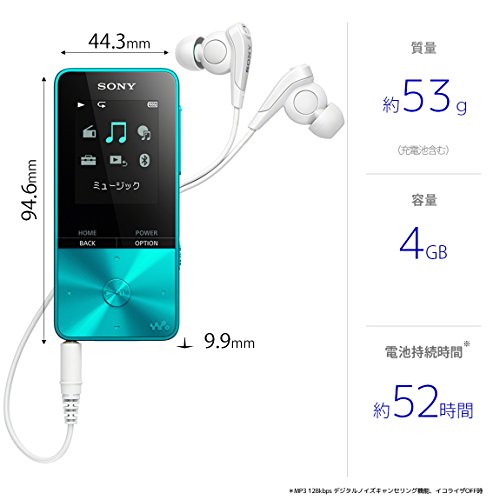 44.3mm
94.6mm
9.9mm
SONY
SONY
ミュージック
HOME
POWER
BACK
OPTION
質量
約53g
(充電池含む)
容量
4GB
電池持続時間※
約52時間
※MP3 128kbps デジタルノイズキャンセリング機能、イコライザOFF時